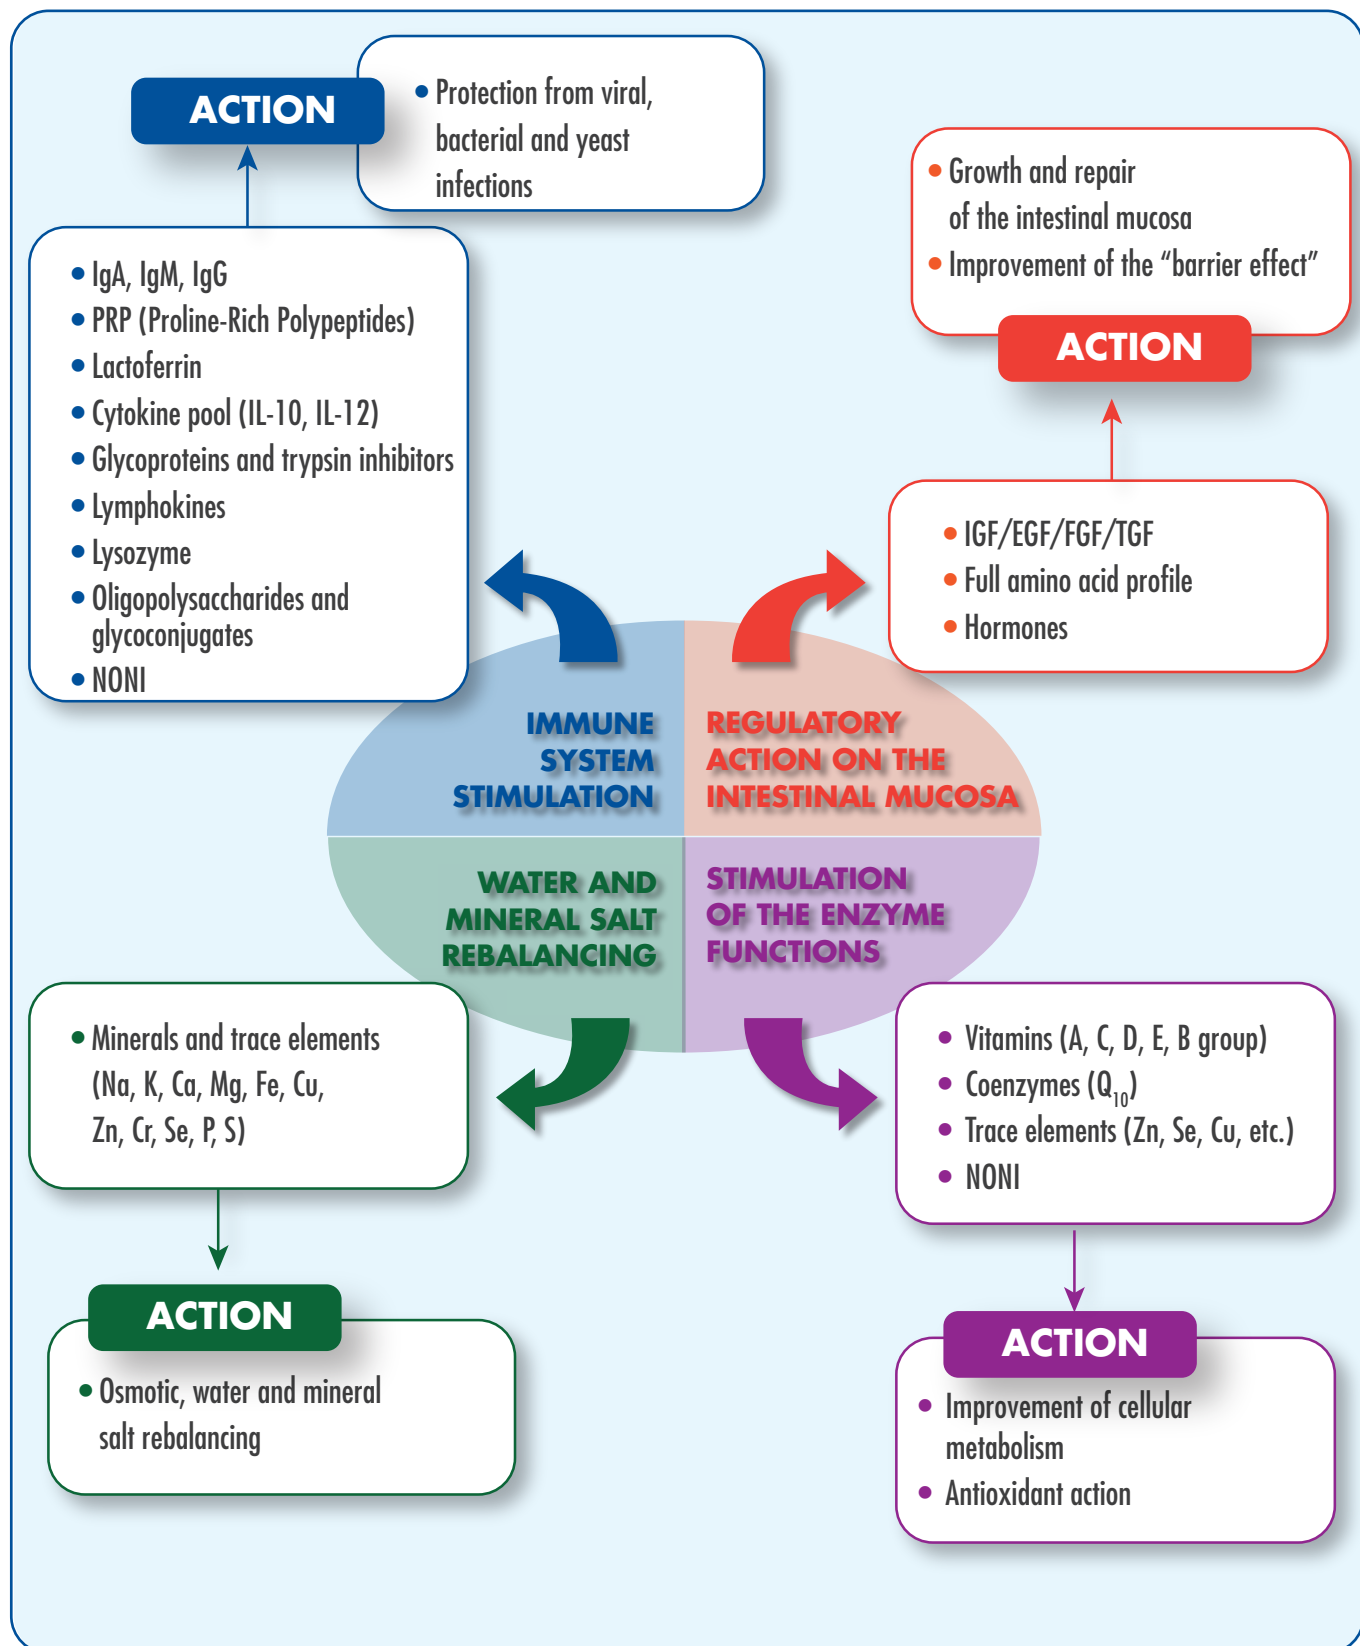 ACTION
• Protection from viral,
bacterial and yeast
infections
• IgA, IgM, IgG
• PRP (Proline-Rich Polypeptides)
• Lactoferrin
• Cytokine pool (IL-10, IL-12)
• Glycoproteins and trypsin inhibitors
• Lymphokines
• Lysozyme
• Oligopolysaccharides and
glycoconjugates
• NONI
• Growth and repair
of the intestinal mucosa
• Improvement of the “barrier effect”
ACTION
• IGF/EGF/FGF/TGF
• Full amino acid profile
• Hormones
IMMUNE
SYSTEM
STIMULATION
REGULATORY
ACTION ON THE
INTESTINAL MUCOSA
WATER AND
MINERAL SALT
REBALANCING
STIMULATION
OF THE ENZYME
FUNCTIONS
• Minerals and trace elements
(Na, K, Ca, Mg, Fe, Cu,
Zn, Cr, Se, P, S)
ACTION
• Osmotic, water and mineral
salt rebalancing
• Vitamins (A, C, D, E, B group)
• Coenzymes (Q10)
• Trace elements (Zn, Se, Cu, etc.)
• NONI
ACTION
• Improvement of cellular
metabolism
• Antioxidant action